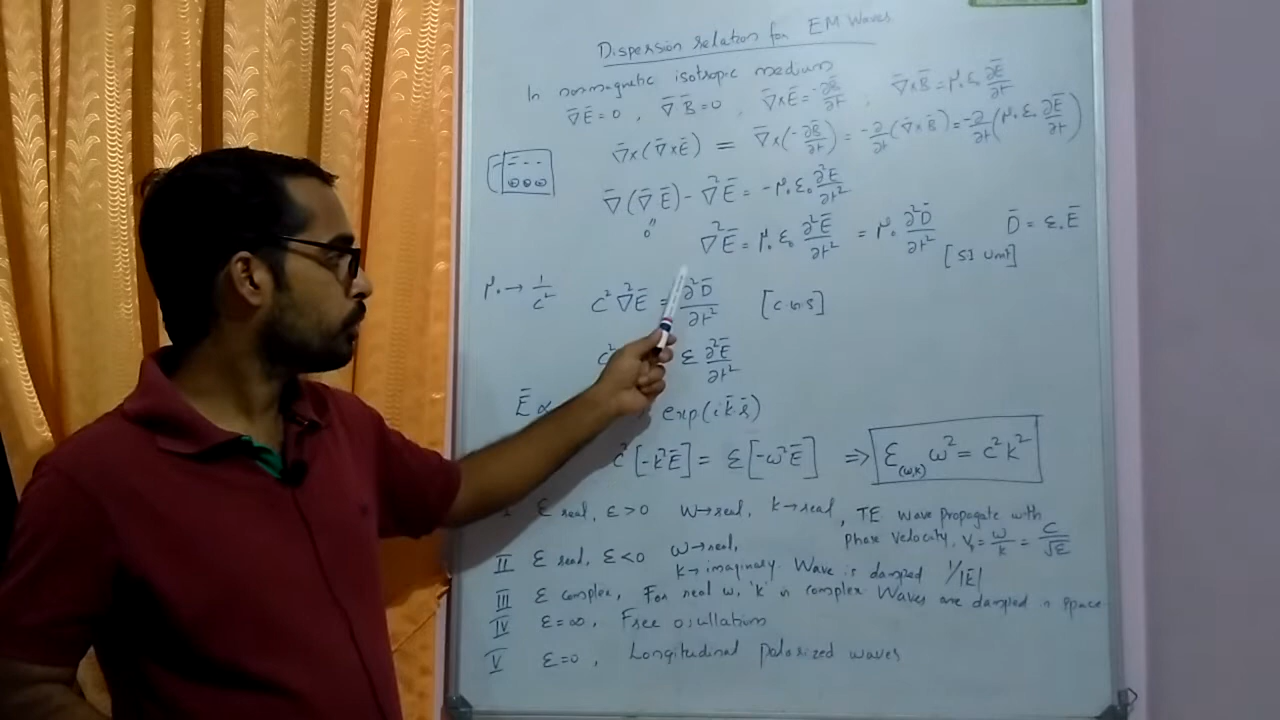 Dispersion relation for EM Waves
In nonmagnetic isotropic medium
∇̄Ē=0, ∇̄B̄=0, ∇̄×Ē=-∂B̄/∂t, ∇̄×B̄=μ₀ε₀ ∂Ē/∂t
∇̄×(∇̄×Ē) = ∇̄×(-∂B̄/∂t) = -∂/∂t(∇̄×B̄) = -∂/∂t(μ₀ε₀ ∂Ē/∂t)
∇̄(∇̄Ē) - ∇²Ē = -μ₀ε₀ ∂²Ē/∂t²
0
∇²Ē = μ₀ε₀ ∂²Ē/∂t² = μ₀ ∂²D̄/∂t² D̄ = ε₀Ē
[SI Unit]
μ₀ → 1/c² c²∇²Ē = ∂²D̄/∂t² [CGS]
c² ε ∂²Ē/∂t²
Ē ∝ exp(ik̄.r̄)
c²[-k²Ē] = ε[-ω²Ē] ⇒ ε(ω,k) ω² = c²k²
I ε real, ε>0 ω→real, k→real, TE wave propagate with
phase velocity, Vₚ = ω/k = c/√ε
II ε real, ε<0 ω→real,
k→imaginary. Wave is damped 1/|k̄|
III ε complex, For real ω, 'k' is complex Waves are damped in space
IV ε=∞, Free oscullation
V ε=0, Longitudinal polarized waves